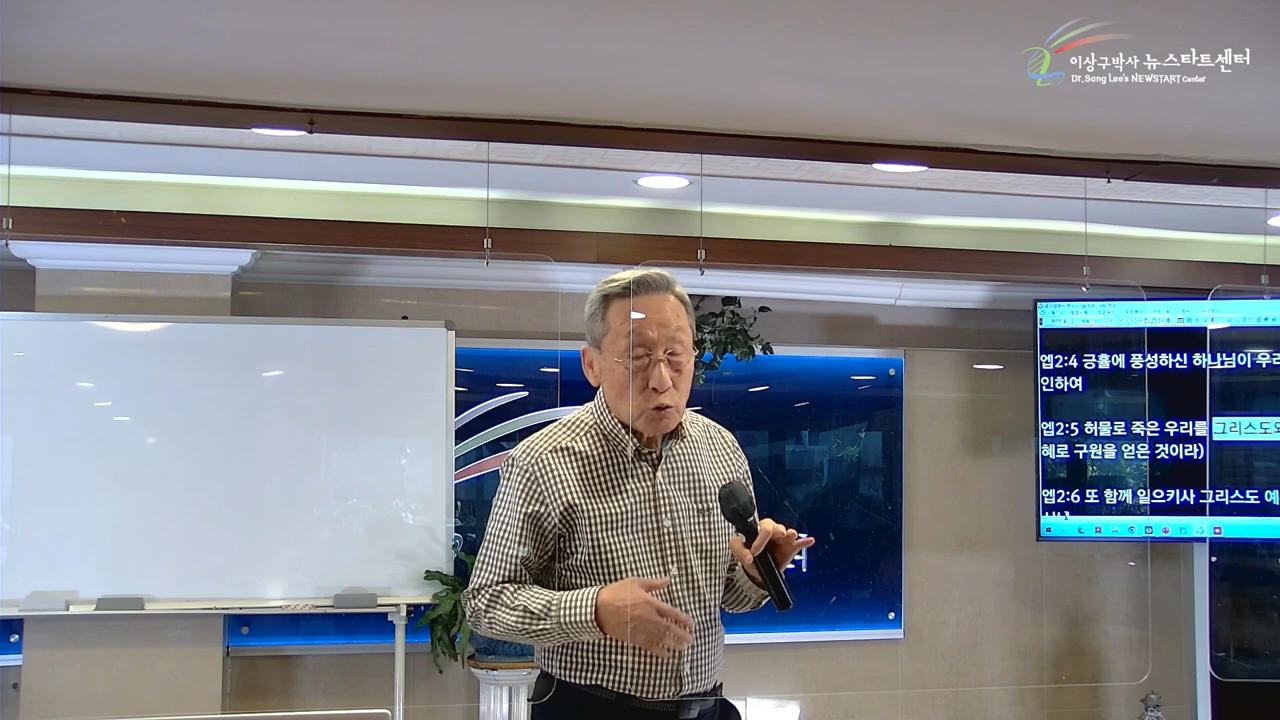 이상구박사 뉴스타트센터
Dr. Sang Lee's NEWSTART Center
엡2:4 긍휼에 풍성하신 하나님이 우리
인하여
엡2:5 허물로 죽은 우리를 그리스도와
혜로 구원을 얻은 것이라)
엡2:6 또 함께 일으키사 그리스도 예